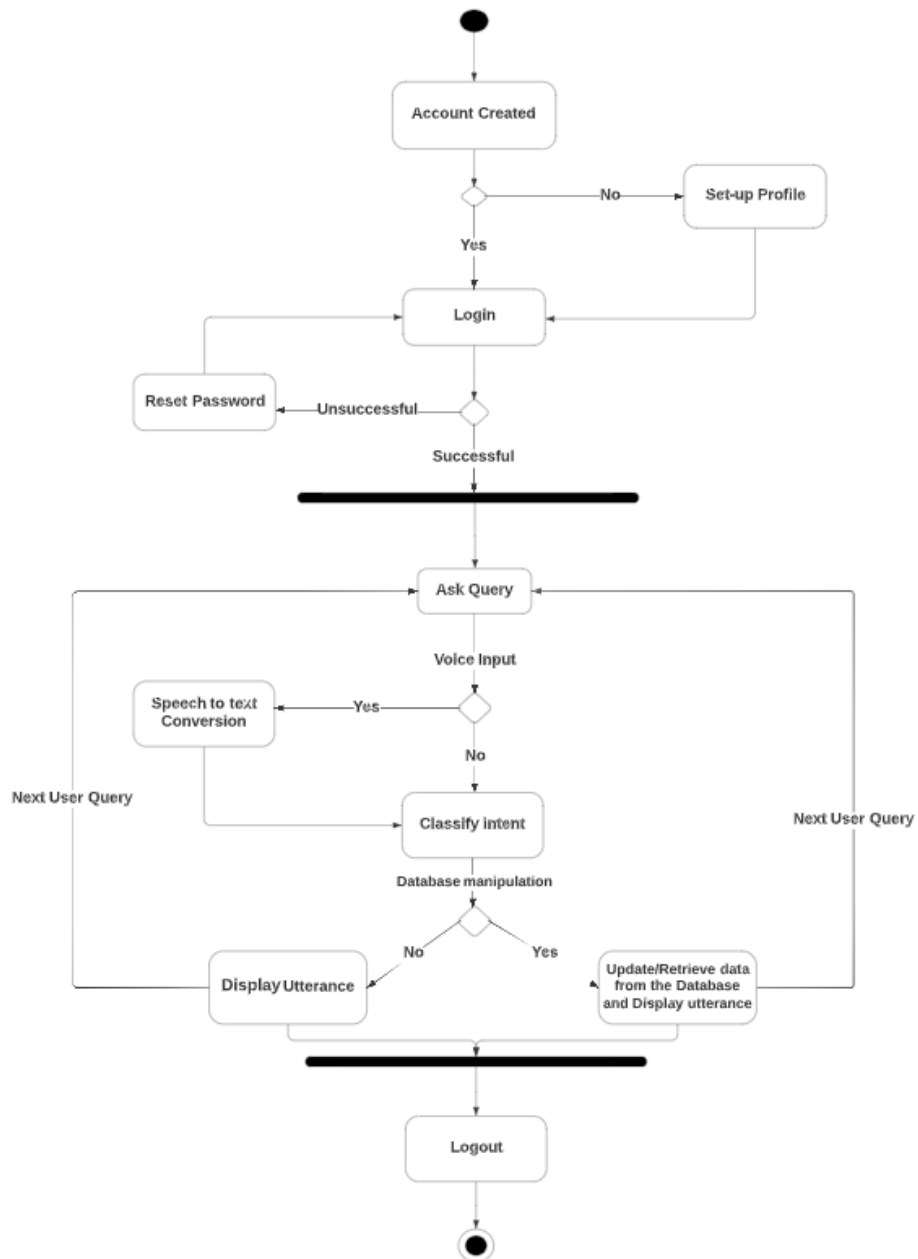 Account Created
No
Set-up Profile
Yes
Login
Reset Password
Unsuccessful
Successful
Ask Query
Voice Input
Speech to text
Conversion
Yes
No
Next User Query
Classify intent
Next User Query
Database manipulation
No
Yes
Display Utterance
Update/Retrieve data
from the Database
and Display utterance
Logout